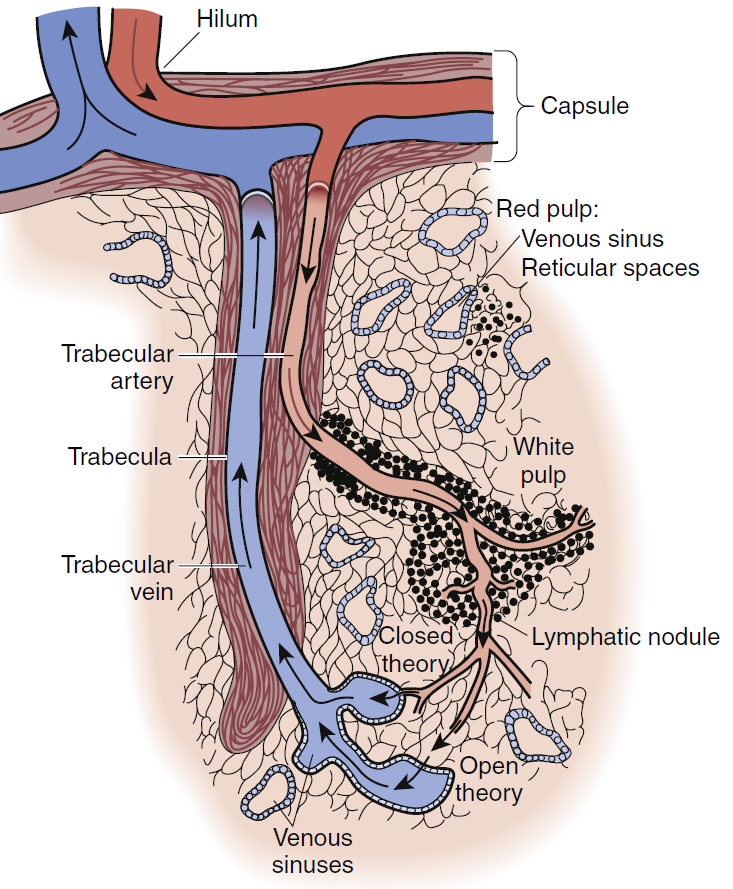 Hilum
Capsule
Red pulp:
Venous sinus
Reticular spaces
Trabecular
artery
White
pulp
Trabecula
Trabecular
vein
Closed
theory
Lymphatic nodule
Open
theory
Venous
sinuses